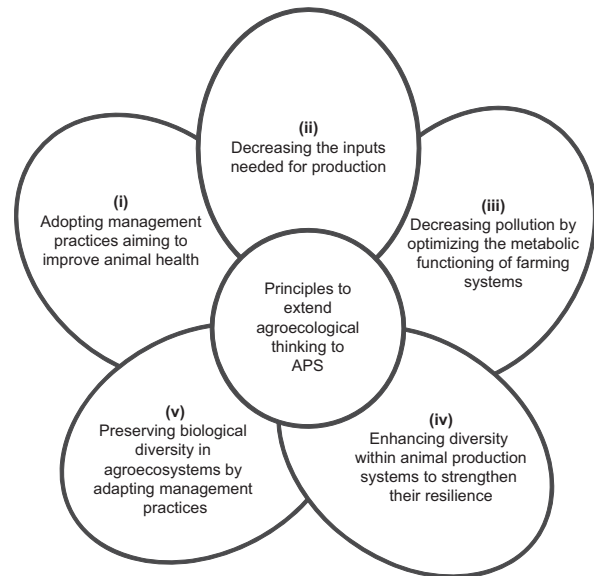 (ii)
Decreasing the inputs
needed for production
(i)
Adopting management
practices aiming to
improve animal health
(iii)
Decreasing pollution by
optimizing the metabolic
functioning of farming
systems
Principles to
extend
agroecological
thinking to
APS
(v)
Preserving biological
diversity in
agroecosystems by
adapting management
practices
(iv)
Enhancing diversity
within animal production
systems to strengthen
their resilience